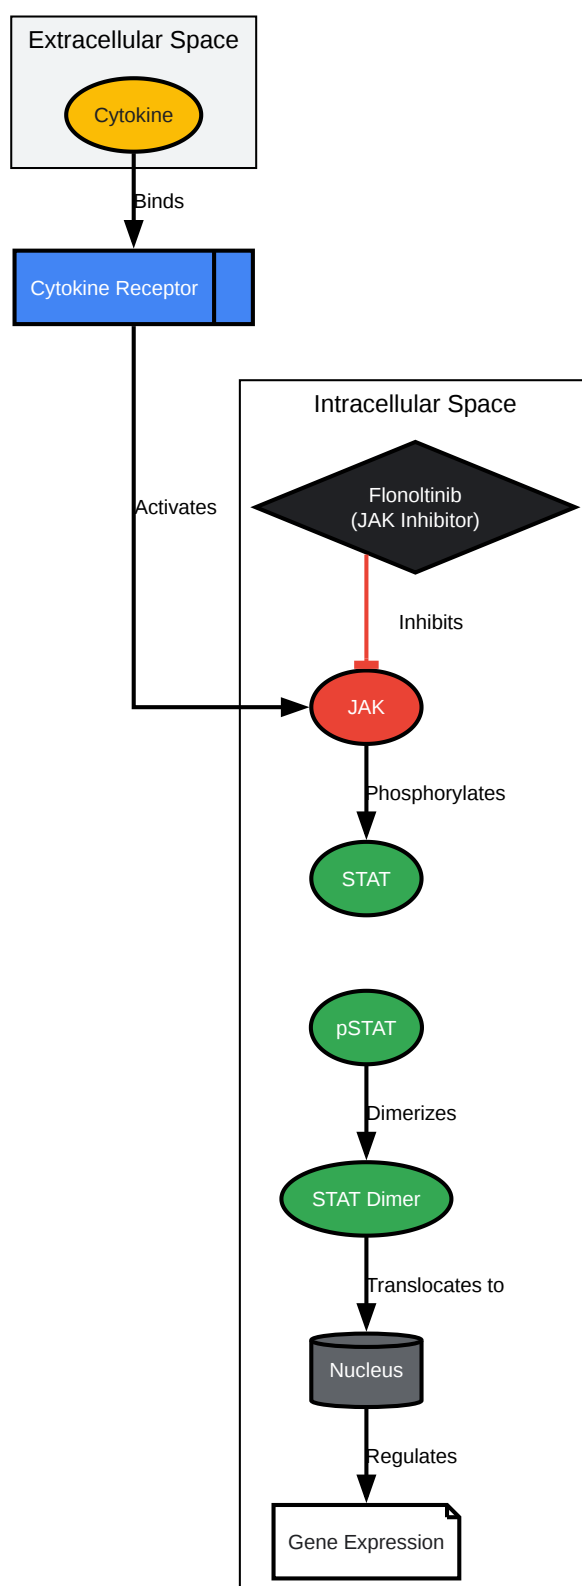 Extracellular Space
Cytokine
Binds
Cytokine Receptor
Intracellular Space
Flonoltinib
(JAK Inhibitor)
Activates
Inhibits
JAK
Phosphorylates
STAT
pSTAT
Dimerizes
STAT Dimer
Translocates to
Nucleus
Regulates
Gene Expression